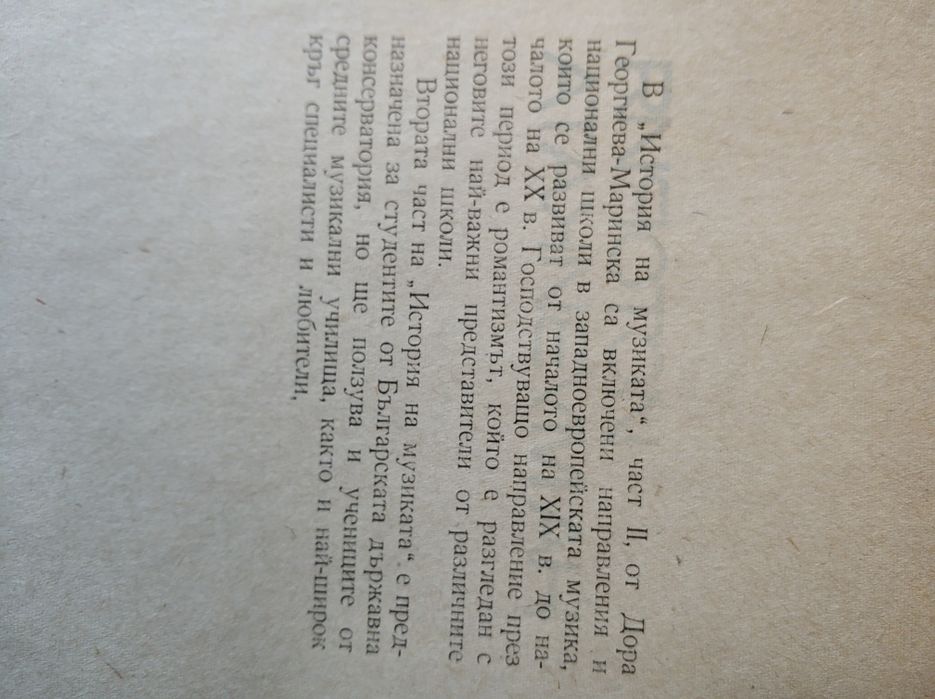 В „История на музиката“, част II, от Дора
Георгиева-Маринска са включени направления и
национални школи в западноевропейската музика,
които се развиват от началото на XIX в. до на-
чалото на XX в. Господствуващо направление през
този период е романтизмът, който е разгледан с
неговите най-важни представители от различните
национални школи.
Втората част на „История на музиката“ е пред-
назначена за студентите от Българската държавна
консерватория, но ще ползува и учениците от
средните музикални училища, както и най-широк
кръг специалисти и любители.